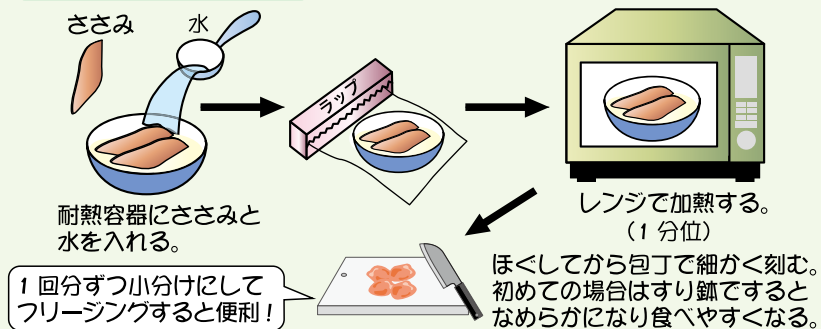 ささみ
水
ラップ
耐熱容器にささみと
水を入れる。
レンジで加熱する。
（1分位）
ほぐしてから包丁で細かく刻む。
初めての場合はすり鉢ですると
なめらかになり食べやすくなる。
1回分ずつ小分けにして
フリージングすると便利！